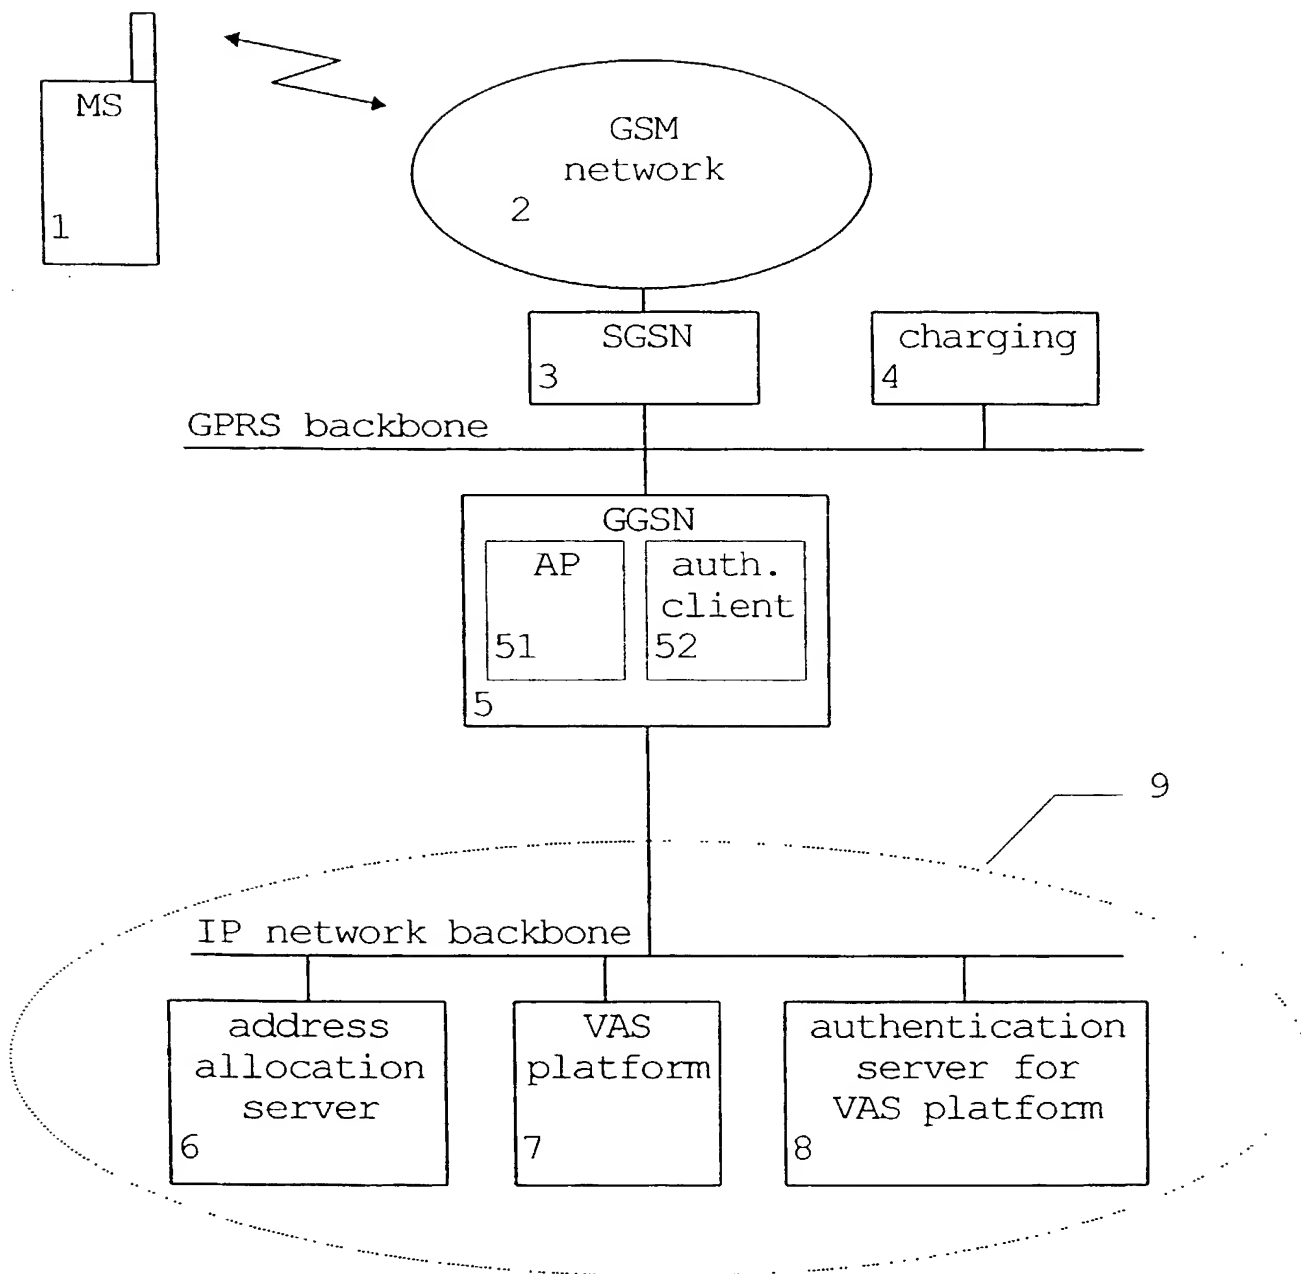 MS
1
GSM
network
2
SGSN
3
charging
4
GPRS backbone
GGSN
AP
51
auth.
client
52
5
9
IP network backbone
address
allocation
server
6
VAS
platform
7
authentication
server for
VAS platform
8